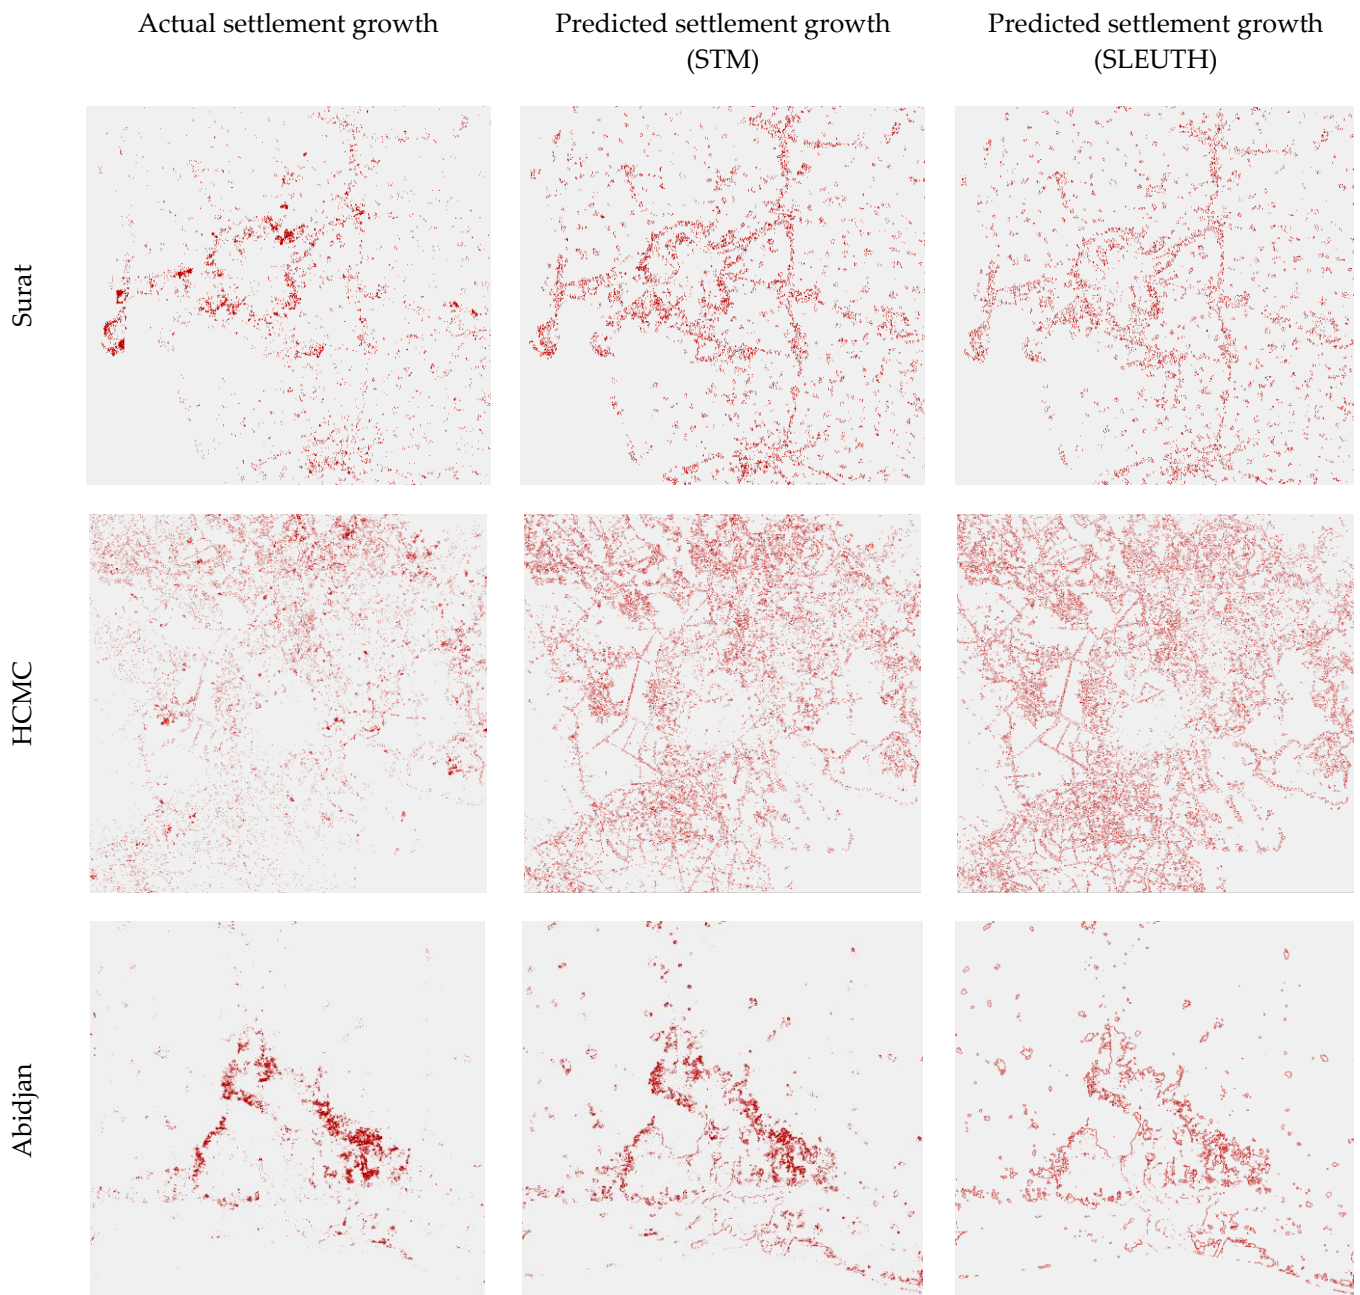 Actual settlement growth
Predicted settlement growth
(STM)
Predicted settlement growth
(SLEUTH)
Surat
HCMC
Abidjan